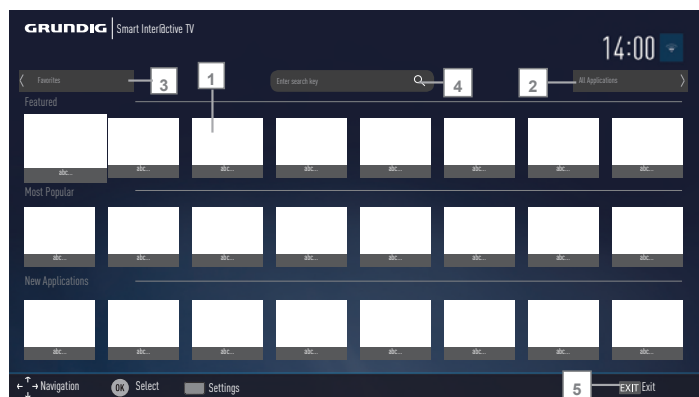 GRUNDIG Smart Inter@ctive TV
14:00
Favorites 3 1 Enter search key 4 2 All Applications
Featured
abc... abc... abc... abc... abc... abc... abc... abc...
Most Popular
abc... abc... abc... abc... abc... abc... abc... abc...
New Applications
abc... abc... abc... abc... abc... abc... abc... abc...
Navigation OK Select Settings 5 EXIT Exit